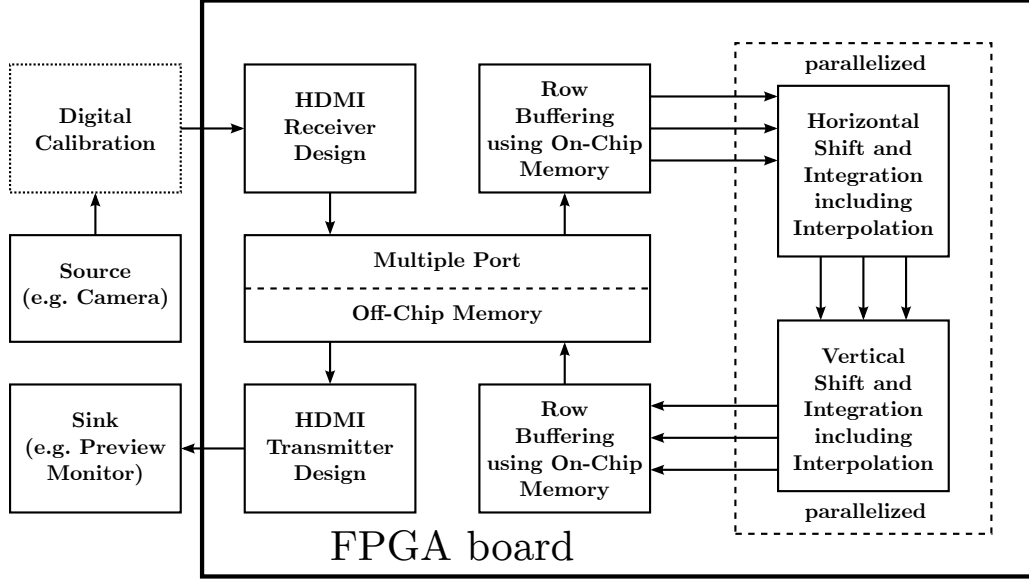 Digital
Calibration
Source
(e.g. Camera)
Sink
(e.g. Preview
Monitor)
HDMI
Receiver
Design
Multiple Port
Off-Chip Memory
HDMI
Transmitter
Design
Row
Buffering
using On-Chip
Memory
Row
Buffering
using On-Chip
Memory
parallelized
Horizontal
Shift and
Integration
including
Interpolation
Vertical
Shift and
Integration
including
Interpolation
parallelized
FPGA board